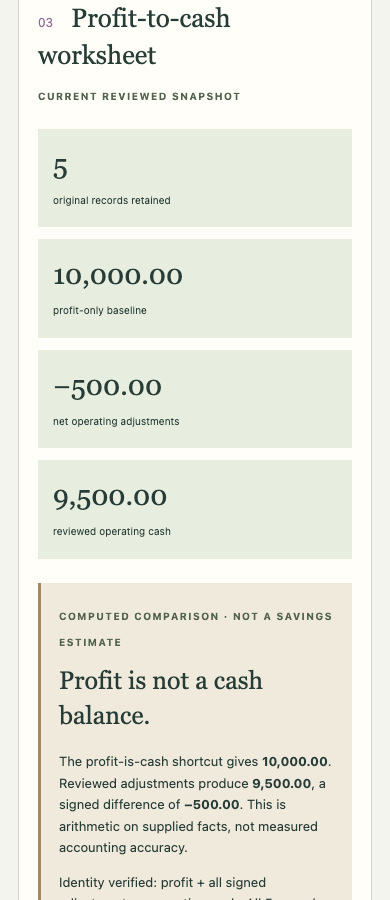 03 Profit-to-cash
worksheet
CURRENT REVIEWED SNAPSHOT
5
original records retained
10,000.00
profit-only baseline
−500.00
net operating adjustments
9,500.00
reviewed operating cash
COMPUTED COMPARISON · NOT A SAVINGS
ESTIMATE
Profit is not a cash
balance.
The profit-is-cash shortcut gives 10,000.00.
Reviewed adjustments produce 9,500.00, a
signed difference of −500.00. This is
arithmetic on supplied facts, not measured
accounting accuracy.
Identity verified: profit + all signed